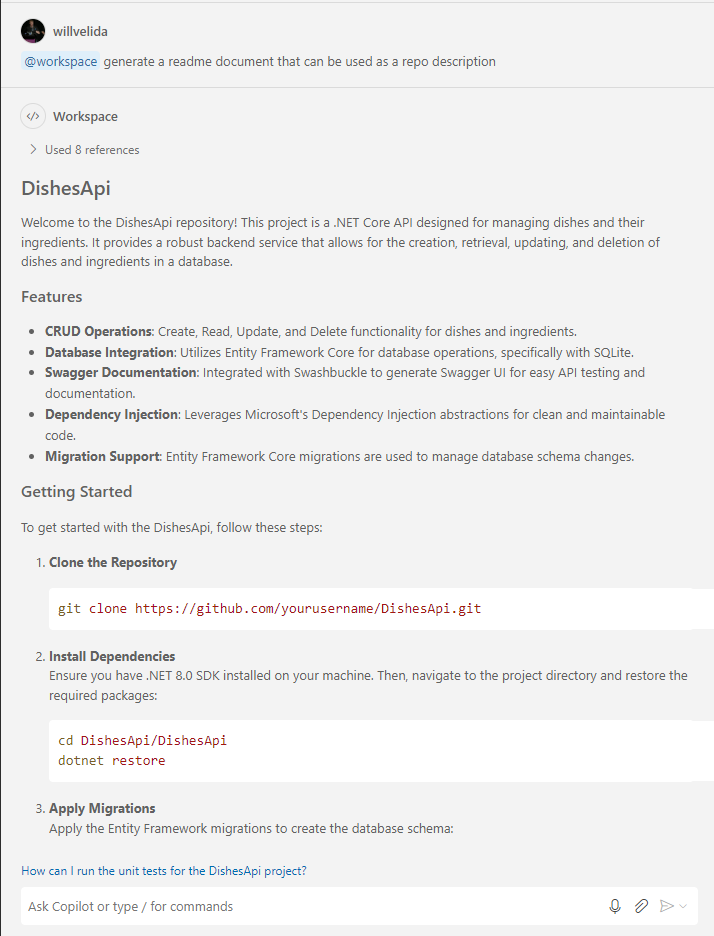 willvelida
@workspace generate a readme document that can be used as a repo description
</> Workspace
> Used 8 references
DishesApi
Welcome to the DishesApi repository! This project is a .NET Core API designed for managing dishes and their
ingredients. It provides a robust backend service that allows for the creation, retrieval, updating, and deletion of
dishes and ingredients in a database.
Features
• CRUD Operations: Create, Read, Update, and Delete functionality for dishes and ingredients.
• Database Integration: Utilizes Entity Framework Core for database operations, specifically with SQLite.
• Swagger Documentation: Integrated with Swashbuckle to generate Swagger UI for easy API testing and
documentation.
• Dependency Injection: Leverages Microsoft's Dependency Injection abstractions for clean and maintainable
code.
• Migration Support: Entity Framework Core migrations are used to manage database schema changes.
Getting Started
To get started with the DishesApi, follow these steps:
1. Clone the Repository
git clone https://github.com/yourusername/DishesApi.git
2. Install Dependencies
Ensure you have .NET 8.0 SDK installed on your machine. Then, navigate to the project directory and restore the
required packages:
cd DishesApi/DishesApi
dotnet restore
3. Apply Migrations
Apply the Entity Framework migrations to create the database schema:
How can I run the unit tests for the DishesApi project?
Ask Copilot or type / for commands